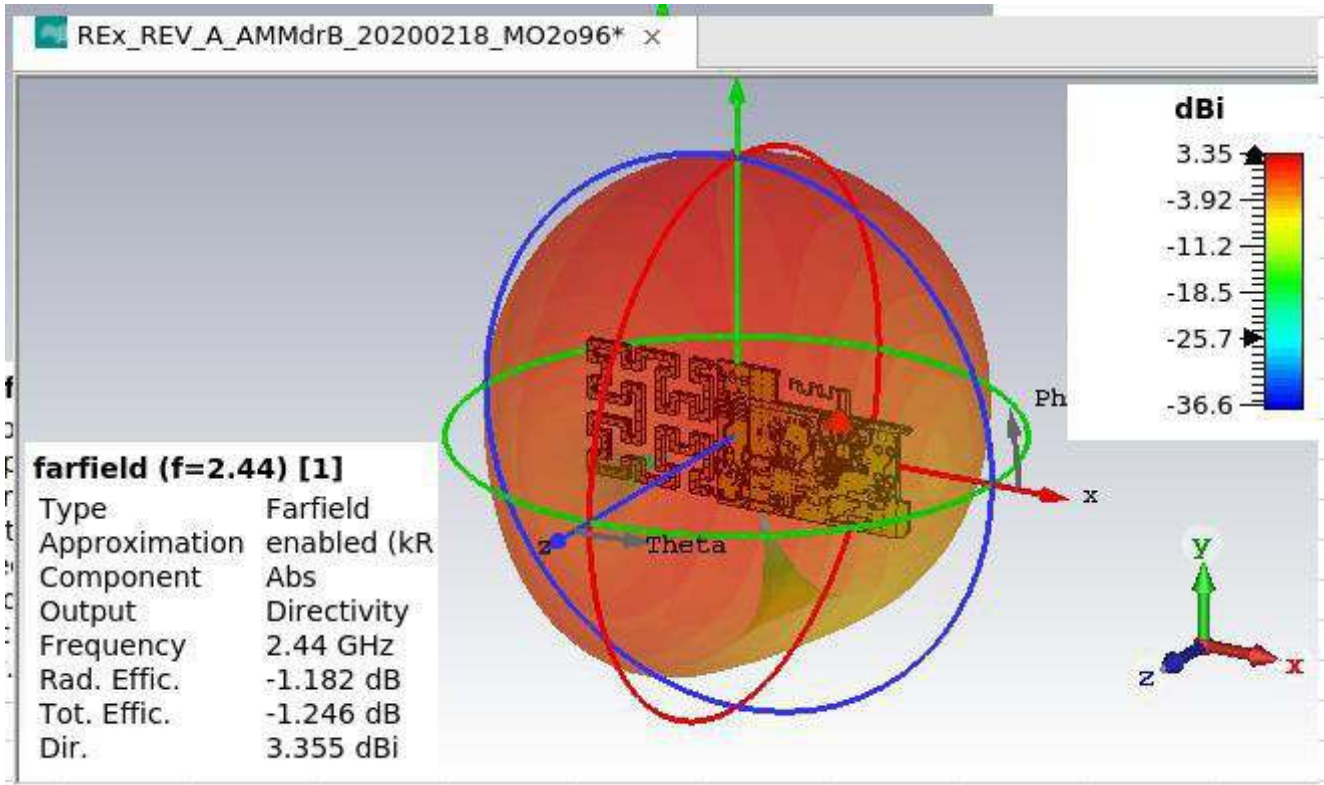 REx_REV_A_AMMdrB_20200218_MO2o96* ×
dBi
3.35
-3.92
-11.2
-18.5
-25.7
-36.6
Ph
x
z
Theta
farfield (f=2.44) [1]
Type Farfield
Approximation enabled (kR
Component Abs
Output Directivity
Frequency 2.44 GHz
Rad. Effic. -1.182 dB
Tot. Effic. -1.246 dB
Dir. 3.355 dBi
y
z
x